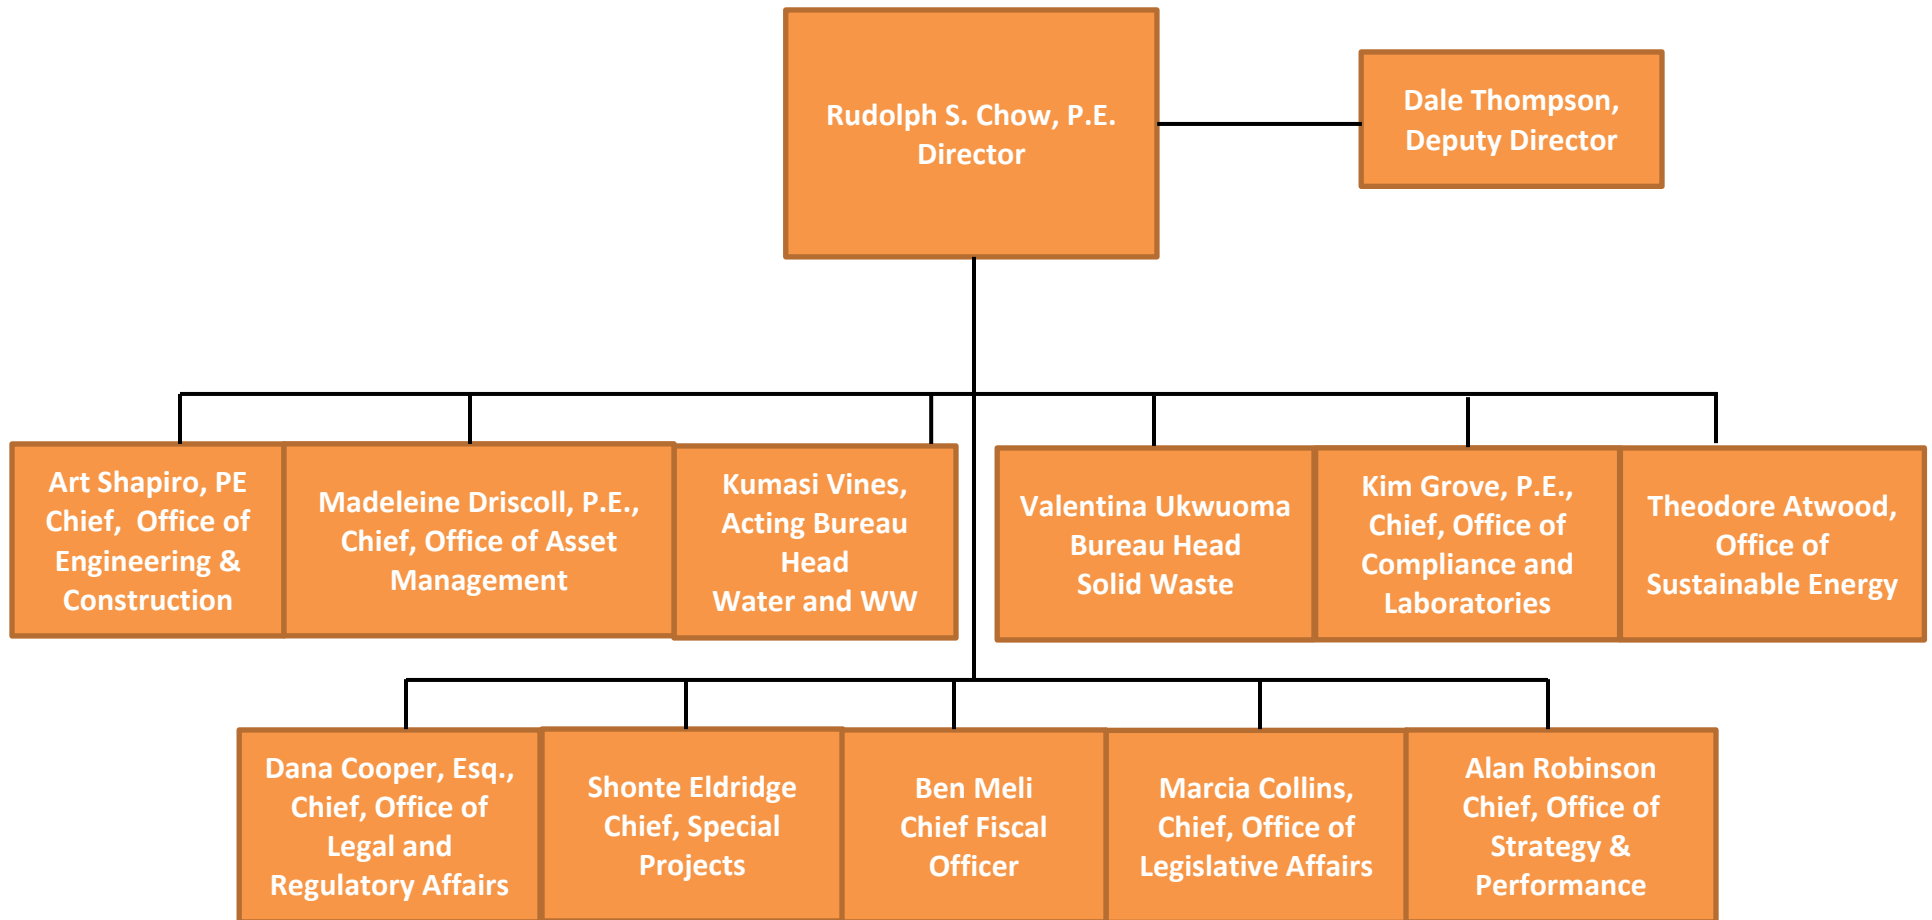 Rudolph S. Chow, P.E.
Director
Dale Thompson,
Deputy Director
Art Shapiro, PE
Chief,  Office of
Engineering &
Construction
Madeleine Driscoll, P.E.,
Chief, Office of Asset
Management
Kumasi Vines,
Acting Bureau
Head
Water and WW
Valentina Ukwuoma
Bureau Head
Solid Waste
Kim Grove, P.E.,
Chief, Office of
Compliance and
Laboratories
Theodore Atwood,
Office of
Sustainable Energy
Dana Cooper, Esq.,
Chief, Office of
Legal and
Regulatory Affairs
Shonte Eldridge
Chief, Special
Projects
Ben Meli
Chief Fiscal
Officer
Marcia Collins,
Chief, Office of
Legislative Affairs
Alan Robinson
Chief, Office of
Strategy &
Performance